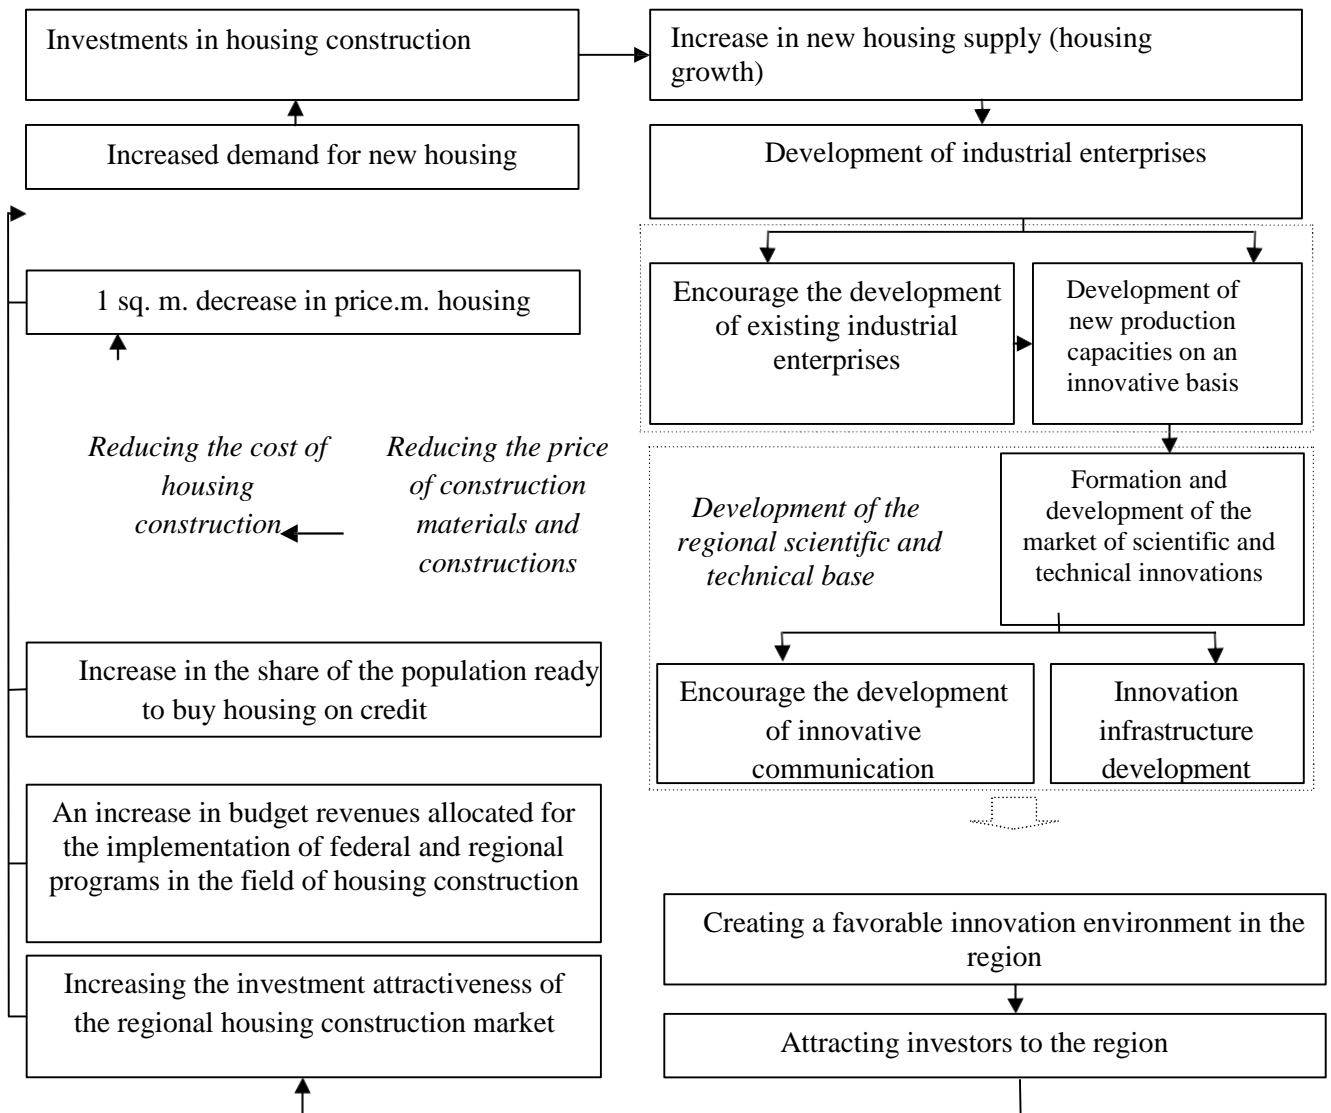 Investments in housing construction
Increase in new housing supply (housing
growth)
Increased demand for new housing
Development of industrial enterprises
1 sq. m. decrease in price.m. housing
Encourage the development
of existing industrial
enterprises
Development of
new production
capacities on an
innovative basis
Reducing the cost of
housing
construction
Reducing the price
of construction
materials and
constructions
Development of the
regional scientific and
technical base
Formation and
development of the
market of scientific and
technical innovations
Increase in the share of the population ready
to buy housing on credit
Encourage the development
of innovative
communication
Innovation
infrastructure
development
An increase in budget revenues allocated for
the implementation of federal and regional
programs in the field of housing construction
Creating a favorable innovation environment in the
region
Increasing the investment attractiveness of
the regional housing construction market
Attracting investors to the region